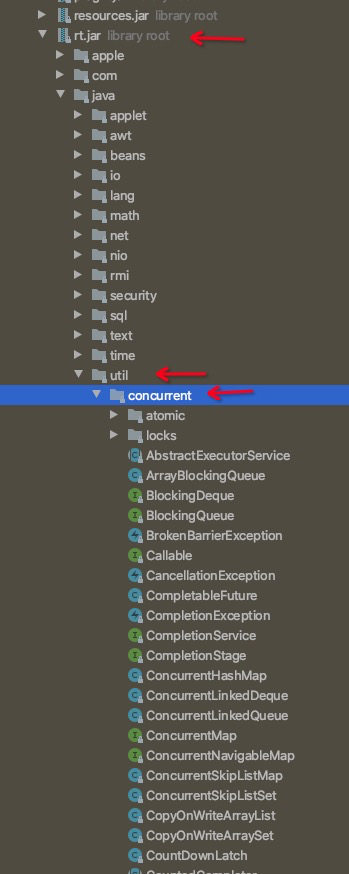 resources.jar library root
rt.jar library root
apple
com
java
applet
awt
beans
io
lang
math
net
nio
rmi
security
sql
text
time
util
concurrent
atomic
locks
AbstractExecutorService
ArrayBlockingQueue
BlockingDeque
BlockingQueue
BrokenBarrierException
Callable
CancellationException
CompletableFuture
CompletionException
CompletionService
CompletionStage
ConcurrentHashMap
ConcurrentLinkedDeque
ConcurrentLinkedQueue
ConcurrentMap
ConcurrentNavigableMap
ConcurrentSkipListMap
ConcurrentSkipListSet
CopyOnWriteArrayList
CopyOnWriteArraySet
CountDownLatch